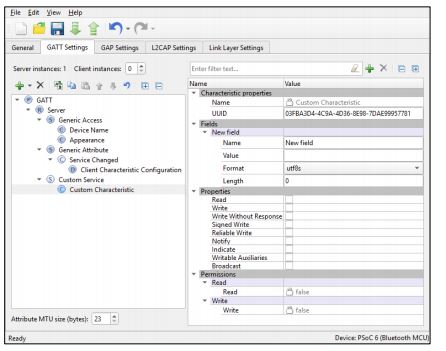 File Edit View Help
General GATT Settings GAP Settings L2CAP Settings Link Layer Settings
Server instances: 1 Client instances: 0
GATT
Server
Generic Access
Device Name
Appearance
Generic Attribute
Service Changed
Client Characteristic Configuration
Custom Service
Custom Characteristic
Attribute MTU size (bytes): 23
Enter filter text...
Name Value
Characteristic properties
Name Custom Characteristic
UUID 03FBA3D4-4C9A-4D36-8E98-7DAE99957781
Fields
New field
Name New field
Value
Format utf8s
Length 0
Properties
Read
Write
Write Without Response
Signed Write
Reliable Write
Notify
Indicate
Writable Auxiliaries
Broadcast
Permissions
Read
Read false
Write
Write false
Ready Device: PSoC 6 (Bluetooth MCU)